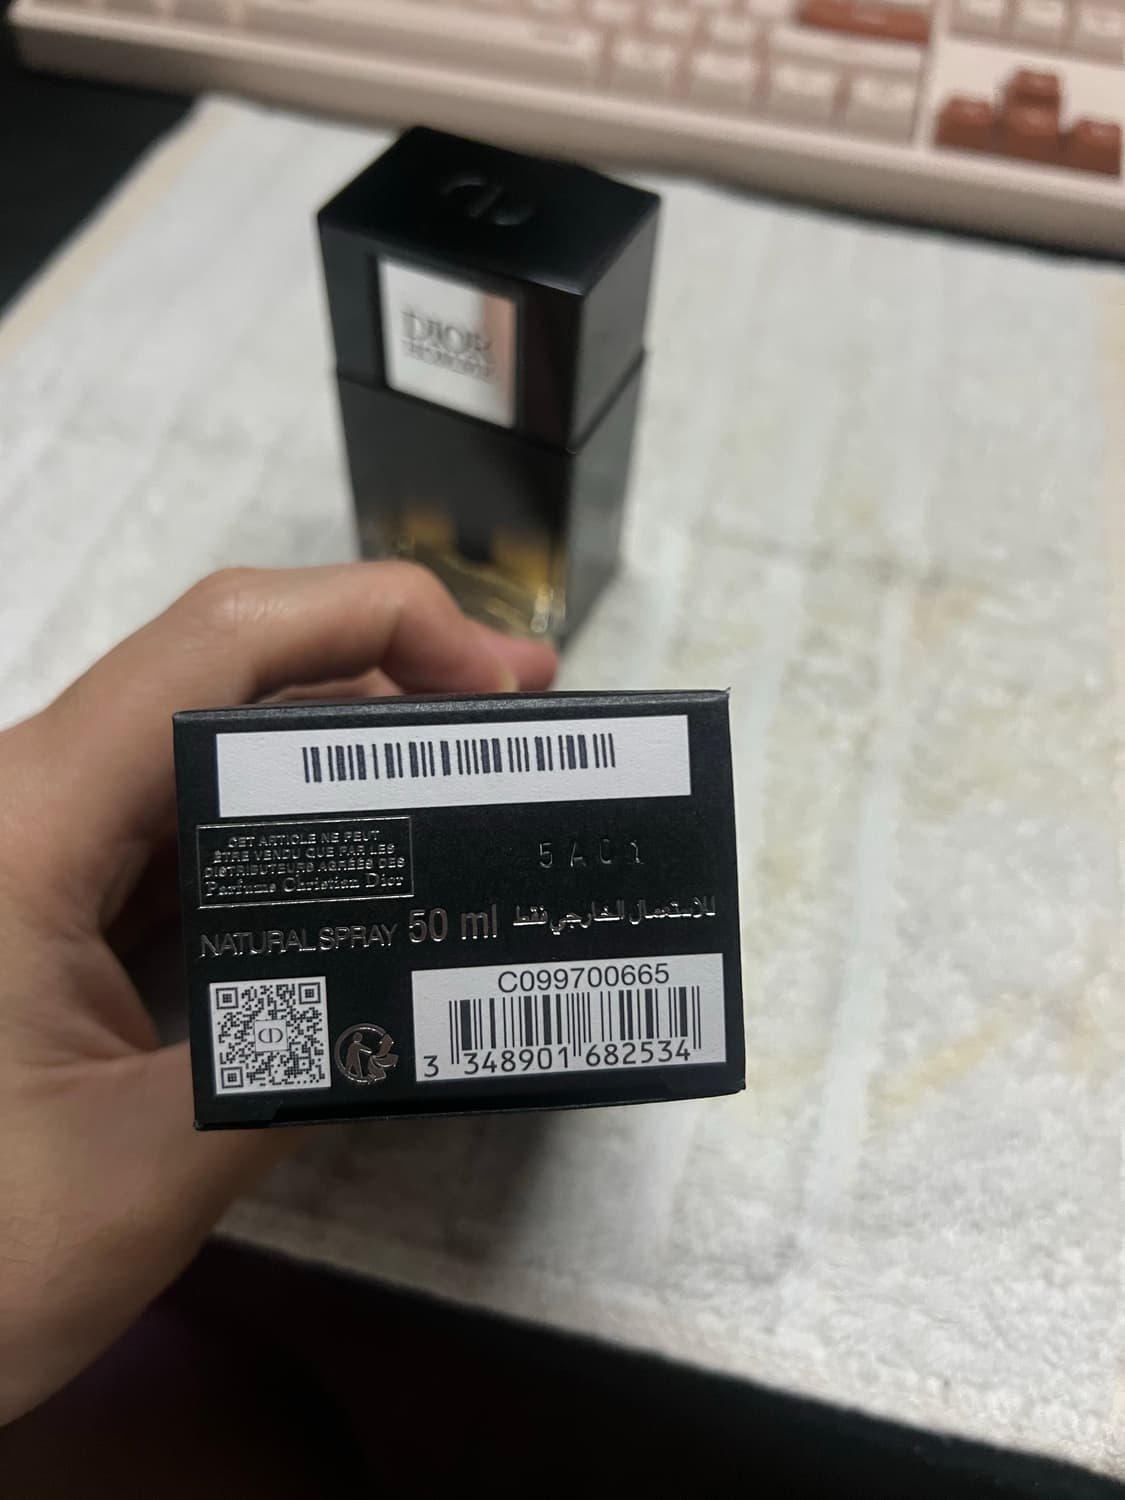 DIOR
HOMME
CET ARTICLE NE PEUT
ÊTRE VENDU QUE PAR LES
DISTRIBUTEURS AGRÉÉS DES
Parfums Christian Dior
5A01
NATURAL SPRAY 50 ml للاستعمال الخارجي فقط
C099700665
3 348901 682534